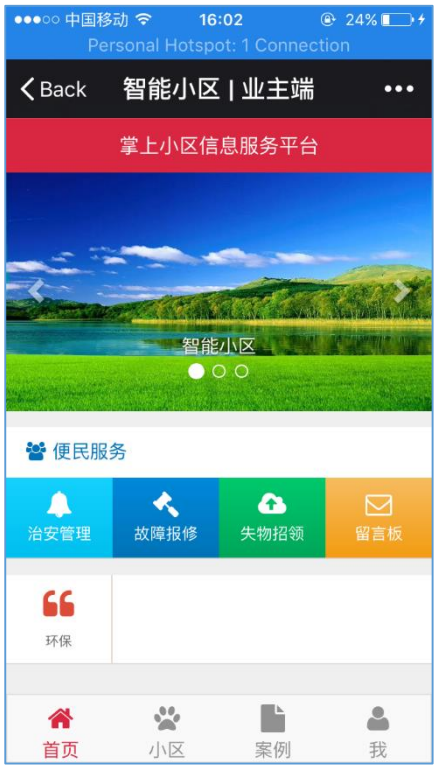 中国移动 16:02 24%
Personal Hotspot: 1 Connection
Back 智能小区 | 业主端
掌上小区信息服务平台
智能小区
便民服务
治安管理 故障报修 失物招领 留言板
环保
首页 小区 案例 我